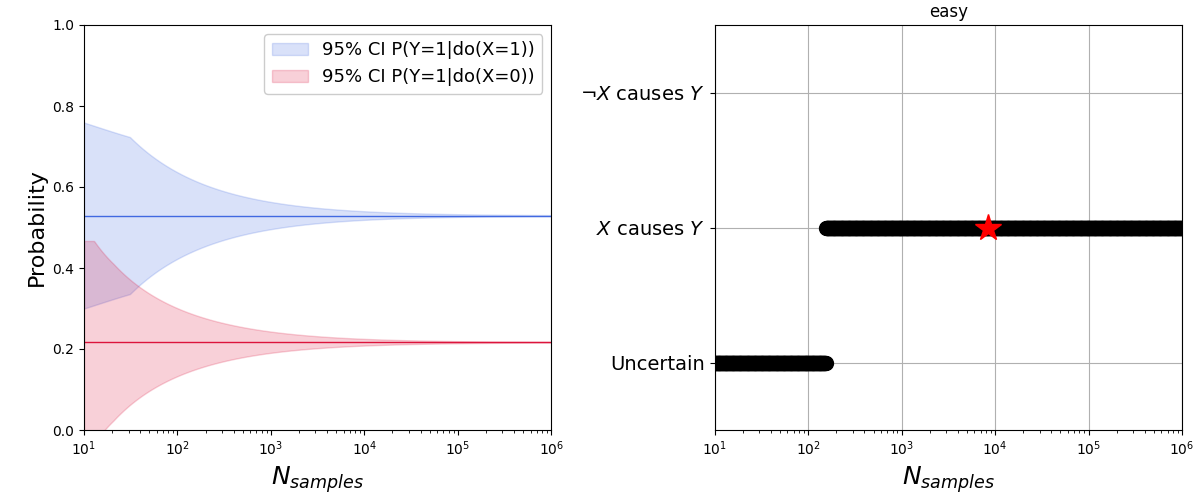 1.0
0.8
0.6
0.4
0.2
0.0
Probability
95% CI P(Y=1|do(X=1))
95% CI P(Y=1|do(X=0))
10¹ 10² 10³ 10⁴ 10⁵ 10⁶
N_samples
easy
¬X causes Y
X causes Y
Uncertain
10¹ 10² 10³ 10⁴ 10⁵ 10⁶
N_samples